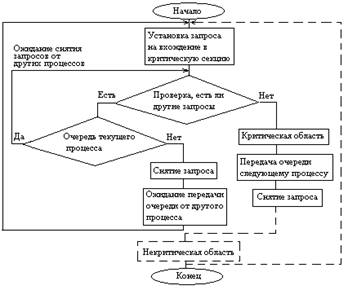 Начало
Установка запроса
на вхождение в
критическую секцию
Ожидание снятия
запросов от
других процессов
Проверка, есть ли
другие запросы
Есть
Нет
Очередь текущего
процесса
Да
Нет
Критическая область
Передача очереди
следующему процессу
Снятие запроса
Снятие запроса
Ожидание передачи
очереди от другого
процесса
Некритическая область
Конец